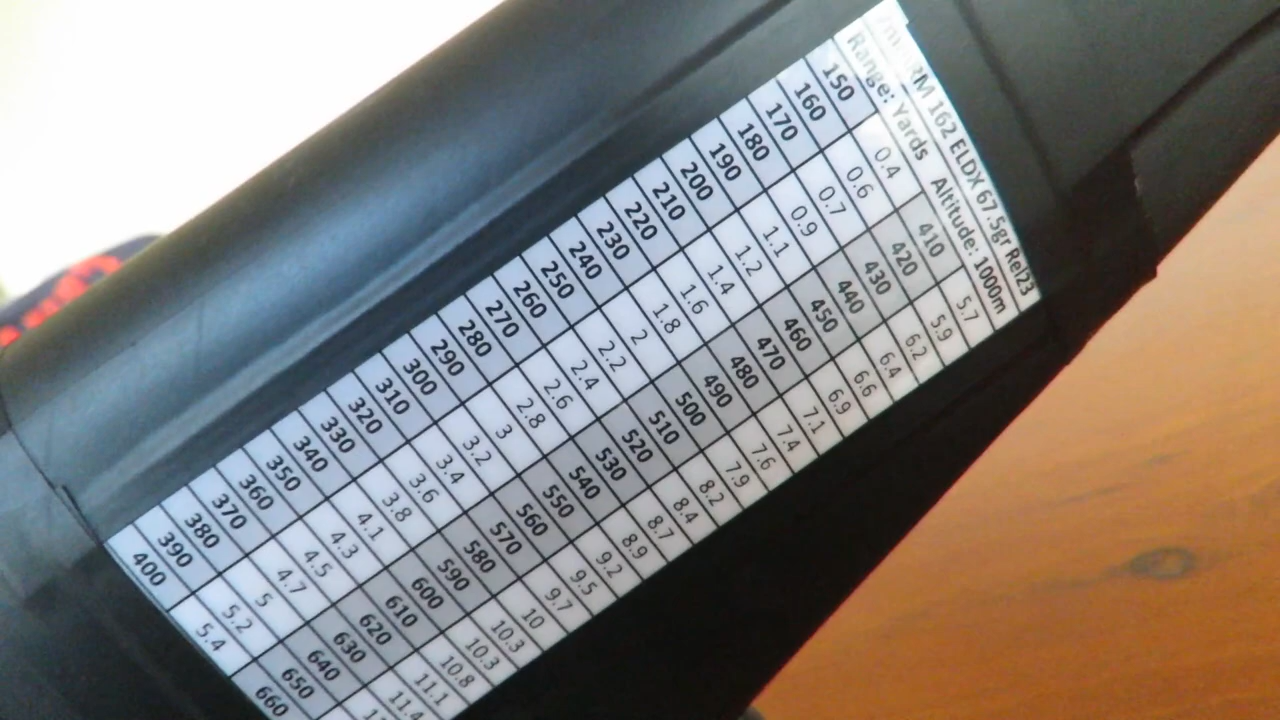 162 ELDX 67.5gr Rel23
Range: Yards Altitude: 1000m
150 0.4 410 5.7
160 0.6 420 5.9
170 0.7 430 6.2
180 0.9 440 6.4
190 1.1 450 6.6
200 1.2 460 6.9
210 1.4 470 7.1
220 1.6 480 7.4
230 1.8 490 7.6
240 2 500 7.9
250 2.2 510 8.2
260 2.4 520 8.4
270 2.6 530 8.7
280 2.8 540 8.9
290 3 550 9.2
300 3.2 560 9.5
310 3.4 570 9.7
320 3.6 580 10
330 3.8 590 10.3
340 4.1 600 10.3
350 4.3 610 10.8
360 4.5 620 11.1
370 4.7 630 11.4
380 5 640
390 5.2 650
400 5.4 660